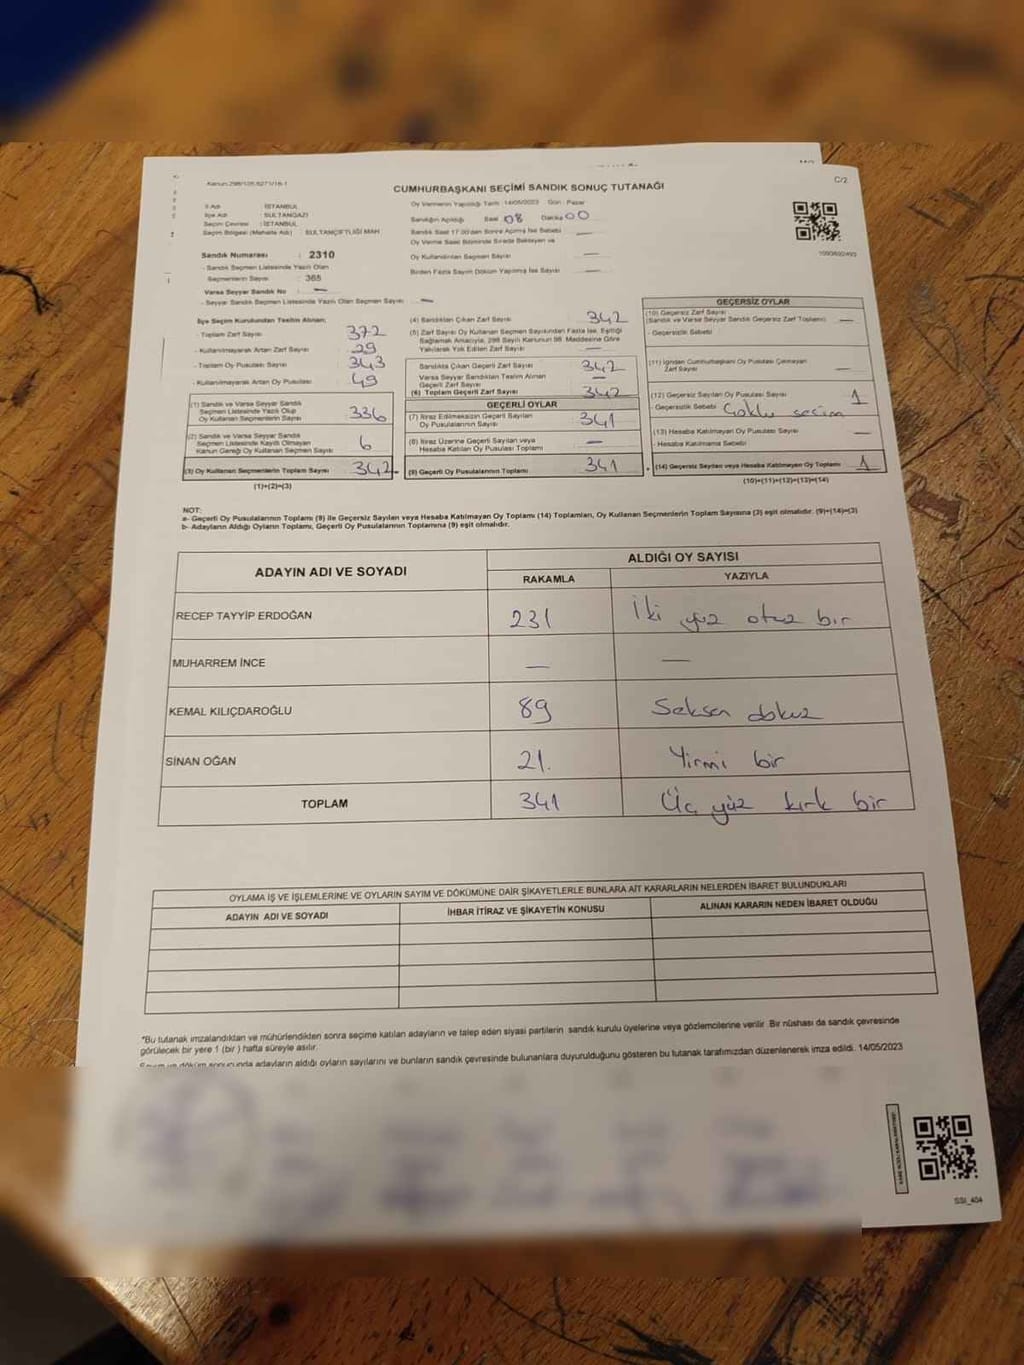 Kanun:298/105,6271/16-1
CUMHURBAŞKANI SEÇİMİ SANDIK SONUÇ TUTANAĞI
C/2
İl Adı : İSTANBUL
İlçe Adı : SULTANGAZİ
Seçim Çevresi : İSTANBUL
Seçim Bölgesi (Mahalle Adı) : SULTANÇİFTLİĞİ MAH
Sandık Numarası : 2310
- Sandık Seçmen Listesinde Yazılı Olan
Seçmenlerin Sayısı : 365
Varsa Seyyar Sandık No : —
- Seyyar Sandık Seçmen Listesinde Yazılı Olan Seçmen Sayısı : —
Oy Vermenin Yapıldığı Tarih : 14/05/2023 Gün : Pazar
Sandığın Açıldığı Saat 08 Dakika 00
Sandık Saat 17.00'den Sonra Açılmış İse Sebebi —
Oy Verme Saati Bitiminde Sırada Bekleyen ve
Oy Kullandırılan Seçmen Sayısı —
Birden Fazla Sayım Döküm Yapılmış İse Sayısı —
1093692493
İlçe Seçim Kurulundan Teslim Alınan;
- Toplam Zarf Sayısı 372
- Kullanılmayarak Artan Zarf Sayısı 29
- Toplam Oy Pusulası Sayısı 343
- Kullanılmayarak Artan Oy Pusulası 49
(1) Sandık ve Varsa Seyyar Sandık
Seçmen Listesinde Yazılı Olup
Oy Kullanan Seçmenlerin Sayısı 336
(2) Sandık ve Varsa Seyyar Sandık
Seçmen Listesinde Kayıtlı Olmayan
Kanun Gereği Oy Kullanan Seçmen Sayısı 6
(3) Oy Kullanan Seçmenlerin Toplam Sayısı 342
(1)+(2)=(3)
(4) Sandıktan Çıkan Zarf Sayısı 342
(5) Zarf Sayısı Oy Kullanan Seçmen Sayısından Fazla İse, Eşitliği
Sağlamak Amacıyla, 298 Sayılı Kanunun 98. Maddesine Göre
Yakılarak Yok Edilen Zarf Sayısı —
Sandıkta Çıkan Geçerli Zarf Sayısı 342
Varsa Seyyar Sandıktan Teslim Alınan
Geçerli Zarf Sayısı —
(6) Toplam Geçerli Zarf Sayısı 342
GEÇERLİ OYLAR
(7) İtiraz Edilmeksizin Geçerli Sayılan
Oy Pusulalarının Sayısı 341
(8) İtiraz Üzerine Geçerli Sayılan veya
Hesaba Katılan Oy Pusulası Toplamı —
(9) Geçerli Oy Pusulalarının Toplamı 341
GEÇERSİZ OYLAR
(10) Geçersiz Zarf Sayısı
(Sandık ve Varsa Seyyar Sandık Geçersiz Zarf Toplamı) —
- Geçersizlik Sebebi
(11) İçinden Cumhurbaşkanı Oy Pusulası Çıkmayan
Zarf Sayısı —
(12) Geçersiz Sayılan Oy Pusulası Sayısı 1
- Geçersizlik Sebebi Çoklu seçim
(13) Hesaba Katılmayan Oy Pusulası Sayısı —
- Hesaba Katılmama Sebebi
(14) Geçersiz Sayılan veya Hesaba Katılmayan Oy Toplamı 1
(10)+(11)+(12)+(13)=(14)
NOT:
a- Geçerli Oy Pusulalarının Toplamı (9) ile Geçersiz Sayılan veya Hesaba Katılmayan Oy Toplamı (14) Toplamları, Oy Kullanan Seçmenlerin Toplam Sayısına (3) eşit olmalıdır. (9)+(14)=(3)
b- Adayların Aldığı Oyların Toplamı, Geçerli Oy Pusulalarının Toplamına (9) eşit olmalıdır.
ADAYIN ADI VE SOYADI
ALDIĞI OY SAYISI
RAKAMLA YAZIYLA
RECEP TAYYİP ERDOĞAN 231 İki yüz otuz bir
MUHARREM İNCE — —
KEMAL KILIÇDAROĞLU 89 Seksen dokuz
SİNAN OĞAN 21. Yirmi bir
TOPLAM 341 Üç yüz kırk bir
OYLAMA İŞ VE İŞLEMLERİNE VE OYLARIN SAYIM VE DÖKÜMÜNE DAİR ŞİKAYETLERLE BUNLARA AİT KARARLARIN NELERDEN İBARET BULUNDUKLARI
ADAYIN ADI VE SOYADI İHBAR İTİRAZ VE ŞİKAYETİN KONUSU ALINAN KARARIN NEDEN İBARET OLDUĞU
*Bu tutanak imzalandıktan ve mühürlendikten sonra seçime katılan adayların ve talep eden siyasi partilerin sandık kurulu üyelerine veya gözlemcilerine verilir. Bir nüshası da sandık çevresinde
görülecek bir yere 1 (bir ) hafta süreyle asılır.
Sayım ve döküm sonucunda adayların aldığı oyların sayılarını ve bunların sandık çevresinde bulunanlara duyurulduğunu gösteren bu tutanak tarafımızdan düzenlenerek imza edildi. 14/05/2023
SSI_404